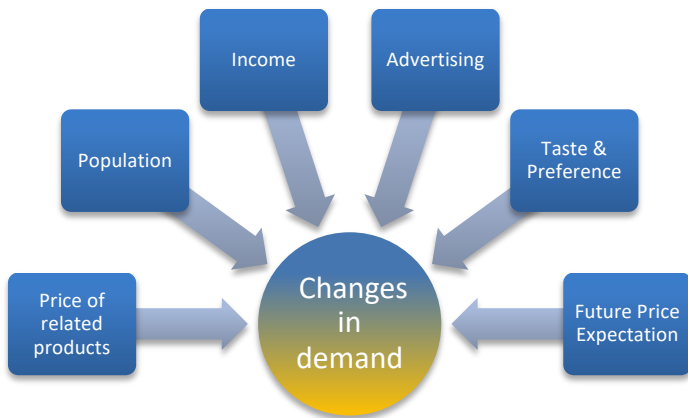 Income
Advertising
Population
Taste &
Preference
Price of
related
products
Changes
in
demand
Future Price
Expectation